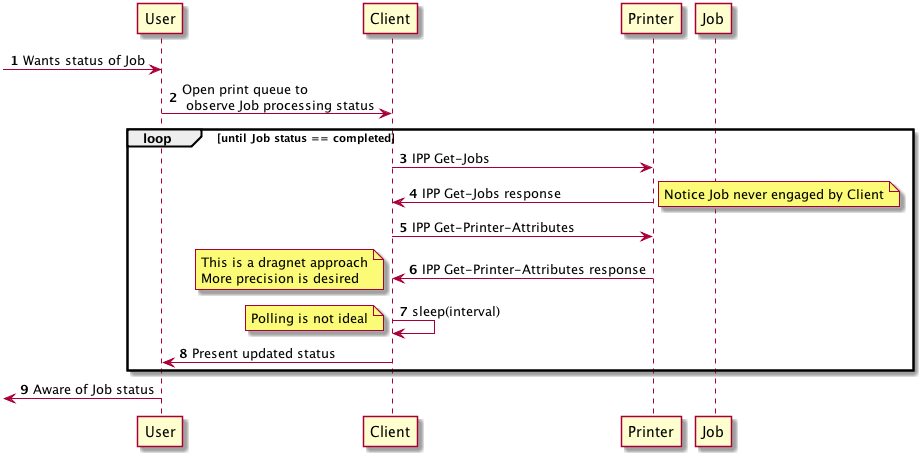 User Client Printer Job
1 Wants status of Job
2 Open print queue to
observe Job processing status
loop [until Job status == completed]
3 IPP Get-Jobs
4 IPP Get-Jobs response
Notice Job never engaged by Client
5 IPP Get-Printer-Attributes
This is a dragnet approach
More precision is desired
6 IPP Get-Printer-Attributes response
Polling is not ideal
7 sleep(interval)
8 Present updated status
9 Aware of Job status
User Client Printer Job